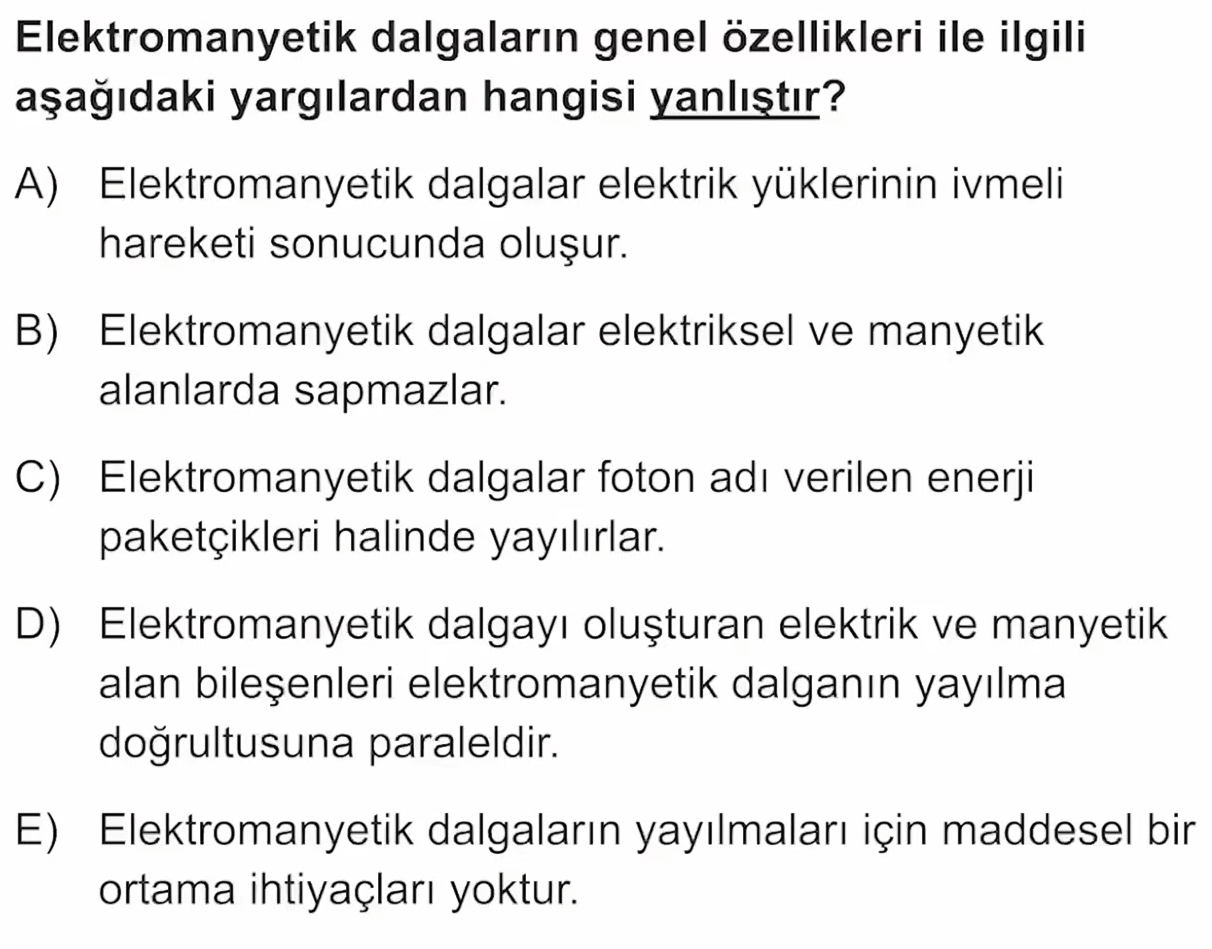 Elektromanyetik dalgaların genel özellikleri ile ilgili
aşağıdaki yargılardan hangisi yanlıştır?
A) Elektromanyetik dalgalar elektrik yüklerinin ivmeli
hareketi sonucunda oluşur.
B) Elektromanyetik dalgalar elektriksel ve manyetik
alanlarda sapmazlar.
C) Elektromanyetik dalgalar foton adı verilen enerji
paketçikleri halinde yayılırlar.
D) Elektromanyetik dalgayı oluşturan elektrik ve manyetik
alan bileşenleri elektromanyetik dalganın yayılma
doğrultusuna paraleldir.
E) Elektromanyetik dalgaların yayılmaları için maddesel bir
ortama ihtiyaçları yoktur.